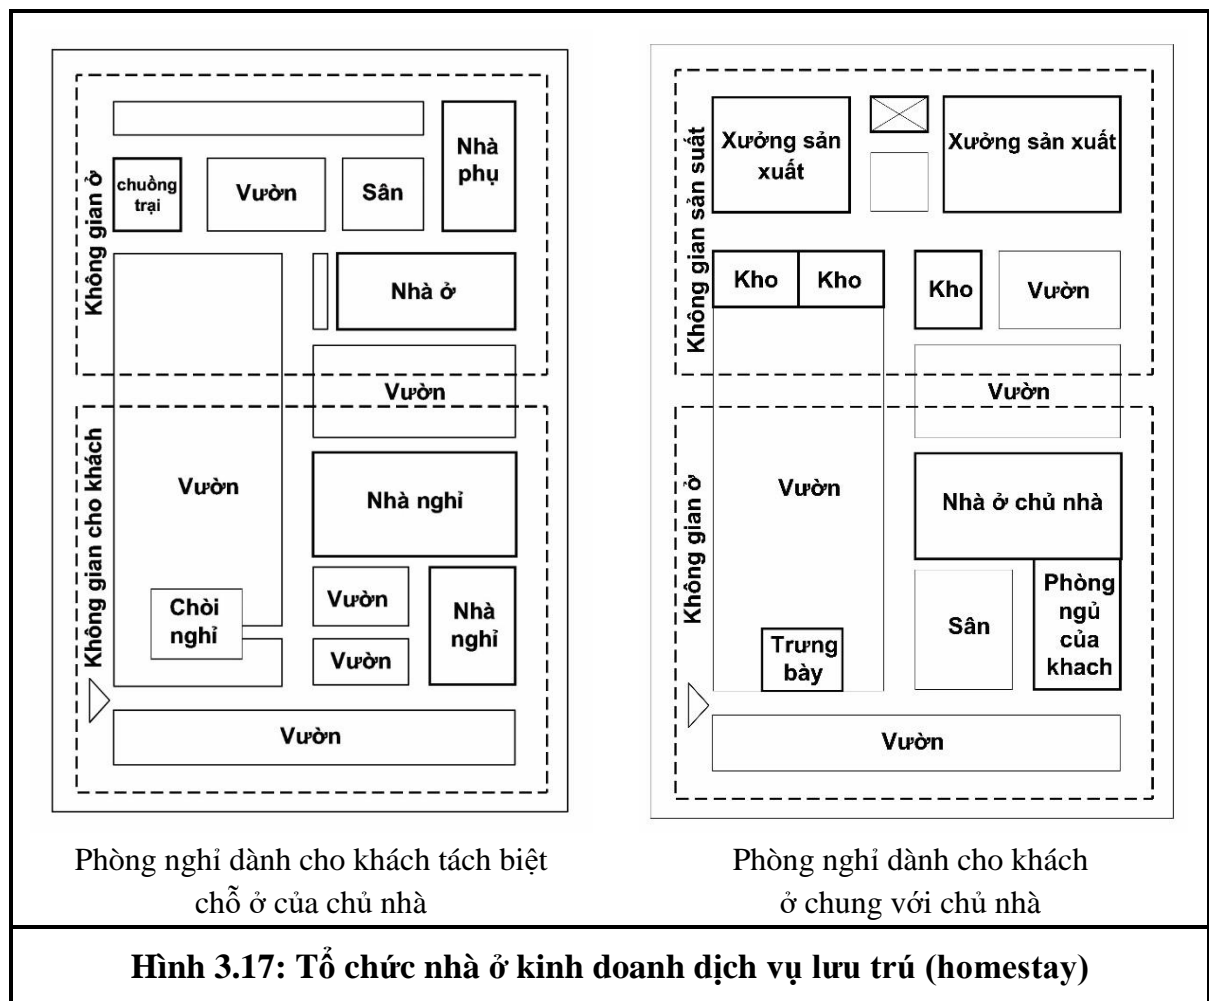 Không gian ở
Nhà
phụ
chuồng
trại
Vườn
Sân
Nhà ở
Vườn
Không gian cho khách
Vườn
Nhà nghỉ
Chòi
nghỉ
Vườn
Vườn
Nhà
nghỉ
Vườn
Phòng nghỉ dành cho khách tách biệt
chỗ ở của chủ nhà
Không gian sản suất
Xưởng sản
xuất
Xưởng sản xuất
Kho
Kho
Kho
Vườn
Vườn
Không gian ở
Vườn
Nhà ở chủ nhà
Sân
Phòng
ngủ
của
khach
Trưng
bày
Vườn
Phòng nghỉ dành cho khách
ở chung với chủ nhà
Hình 3.17: Tổ chức nhà ở kinh doanh dịch vụ lưu trú (homestay)